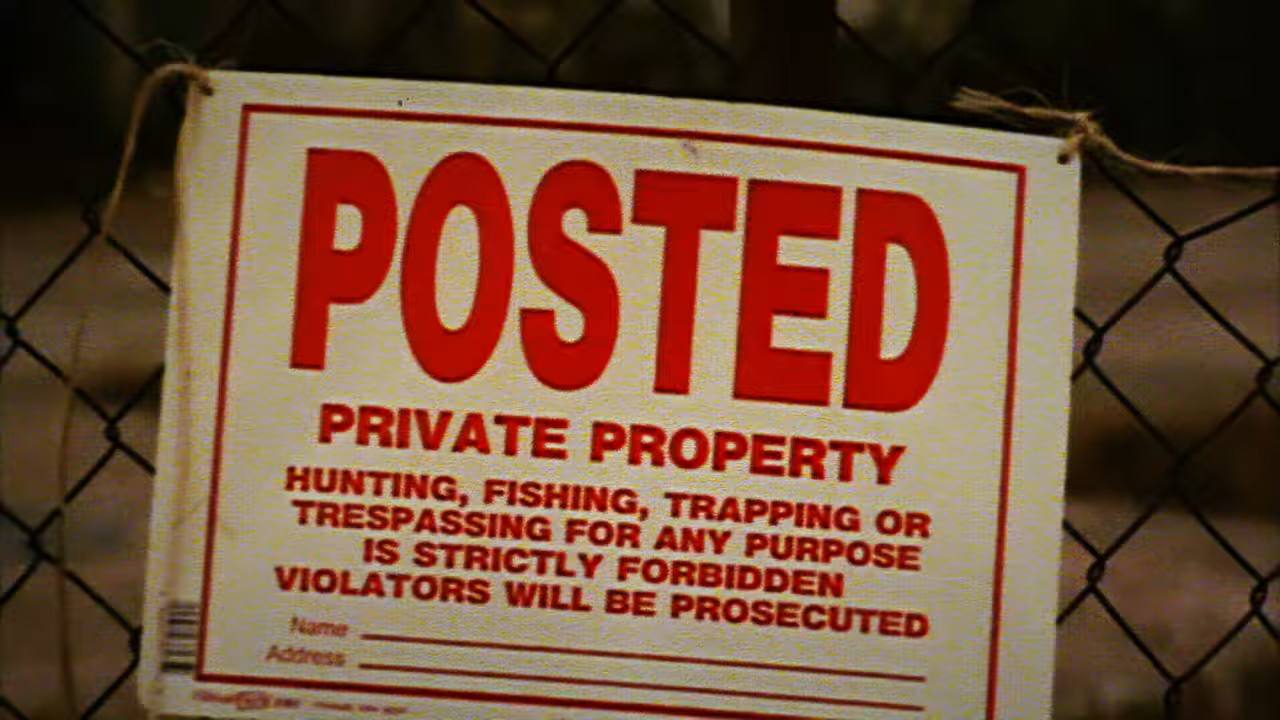 POSTED
PRIVATE PROPERTY
HUNTING, FISHING, TRAPPING OR
TRESPASSING FOR ANY PURPOSE
IS STRICTLY FORBIDDEN
VIOLATORS WILL BE PROSECUTED
Name
Address